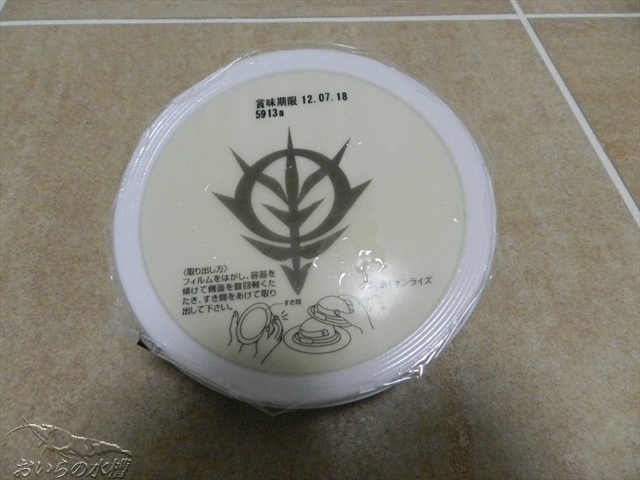 賞味期限 12.07.18
5913a
〈取り出し方〉
フィルムをはがし、容器を
傾けて側面を数回軽くた
たき、すき間をあけて取り
出して下さい。
すき間
サンライズ
おいらの水槽